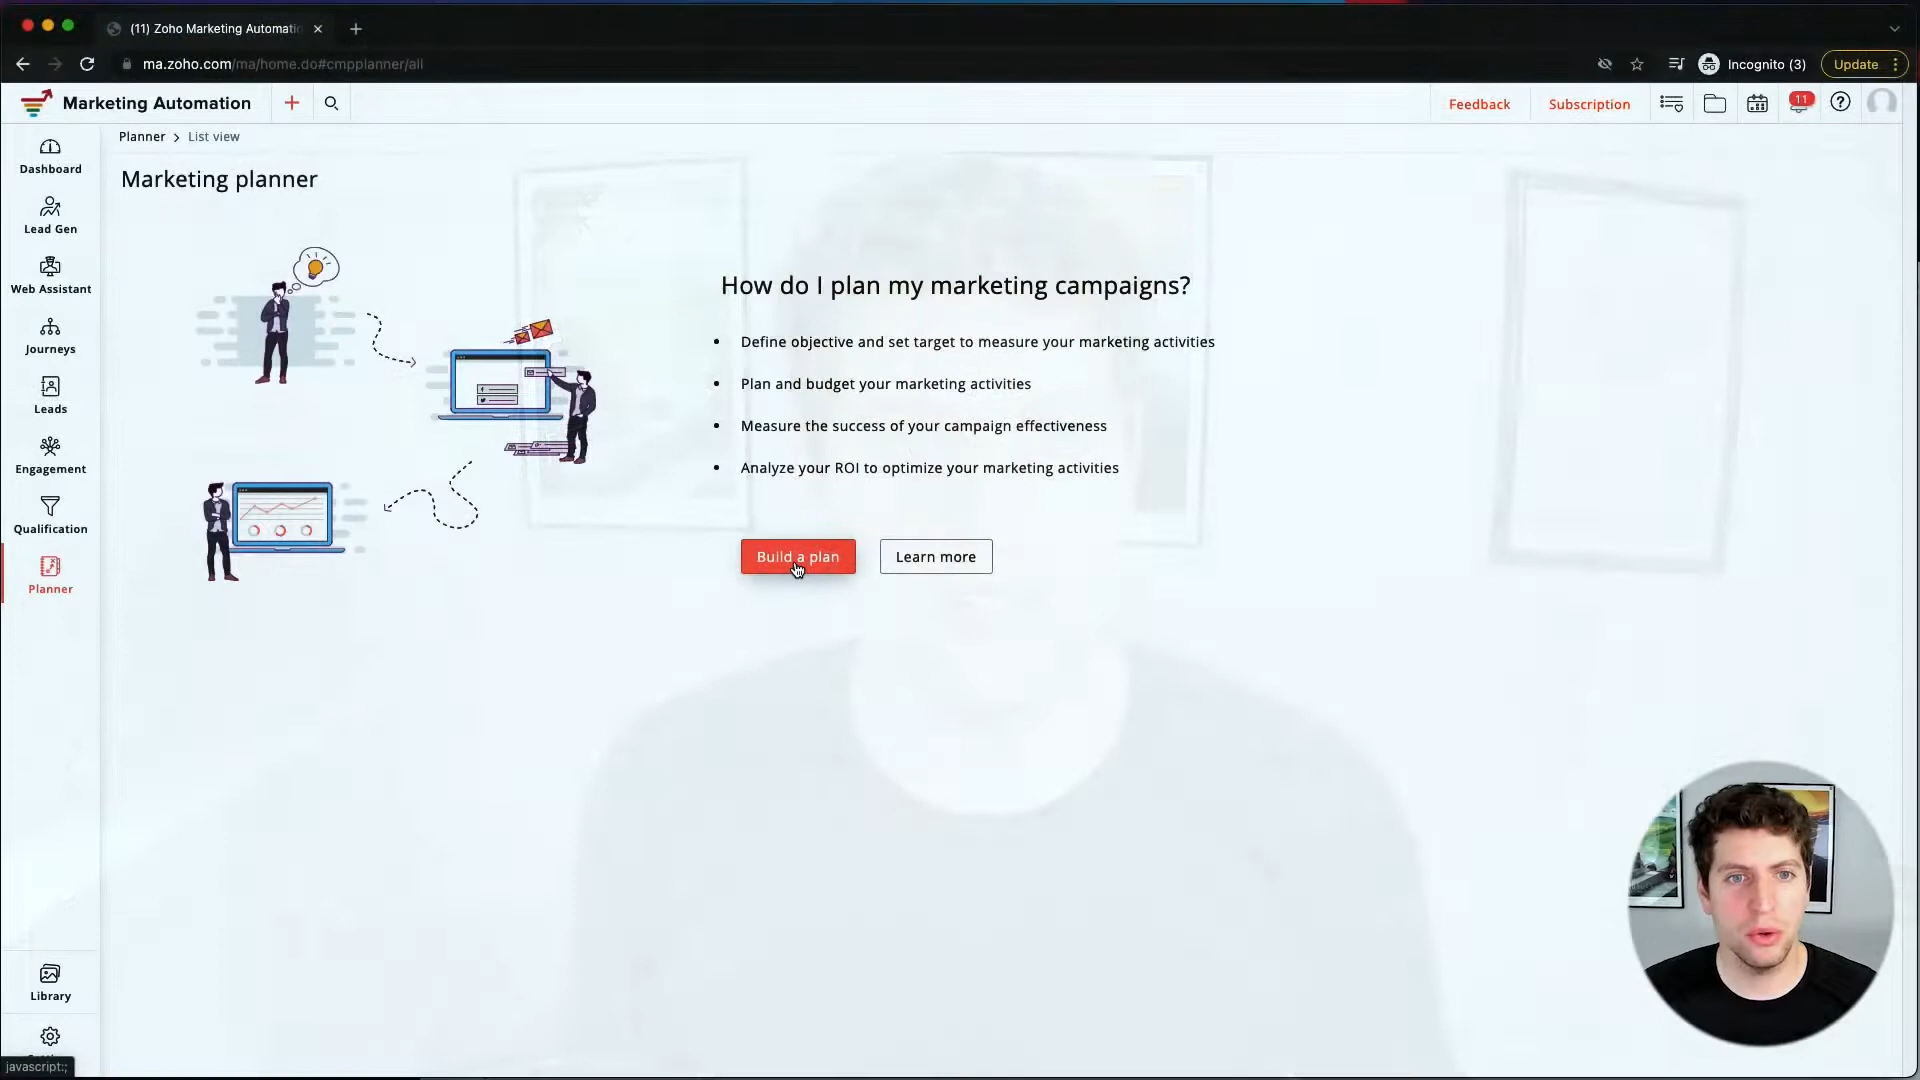 (11) Zoho Marketing Automati
ma.zoho.com/ma/home.do#cmpplanner/all
Incognito (3)
Update
Marketing Automation
Feedback
Subscription
11
Planner > List view
Marketing planner
Dashboard
Lead Gen
Web Assistant
Journeys
Leads
Engagement
Qualification
Planner
How do I plan my marketing campaigns?
• Define objective and set target to measure your marketing activities
• Plan and budget your marketing activities
• Measure the success of your campaign effectiveness
• Analyze your ROI to optimize your marketing activities
Build a plan
Learn more
Library
javascript:;